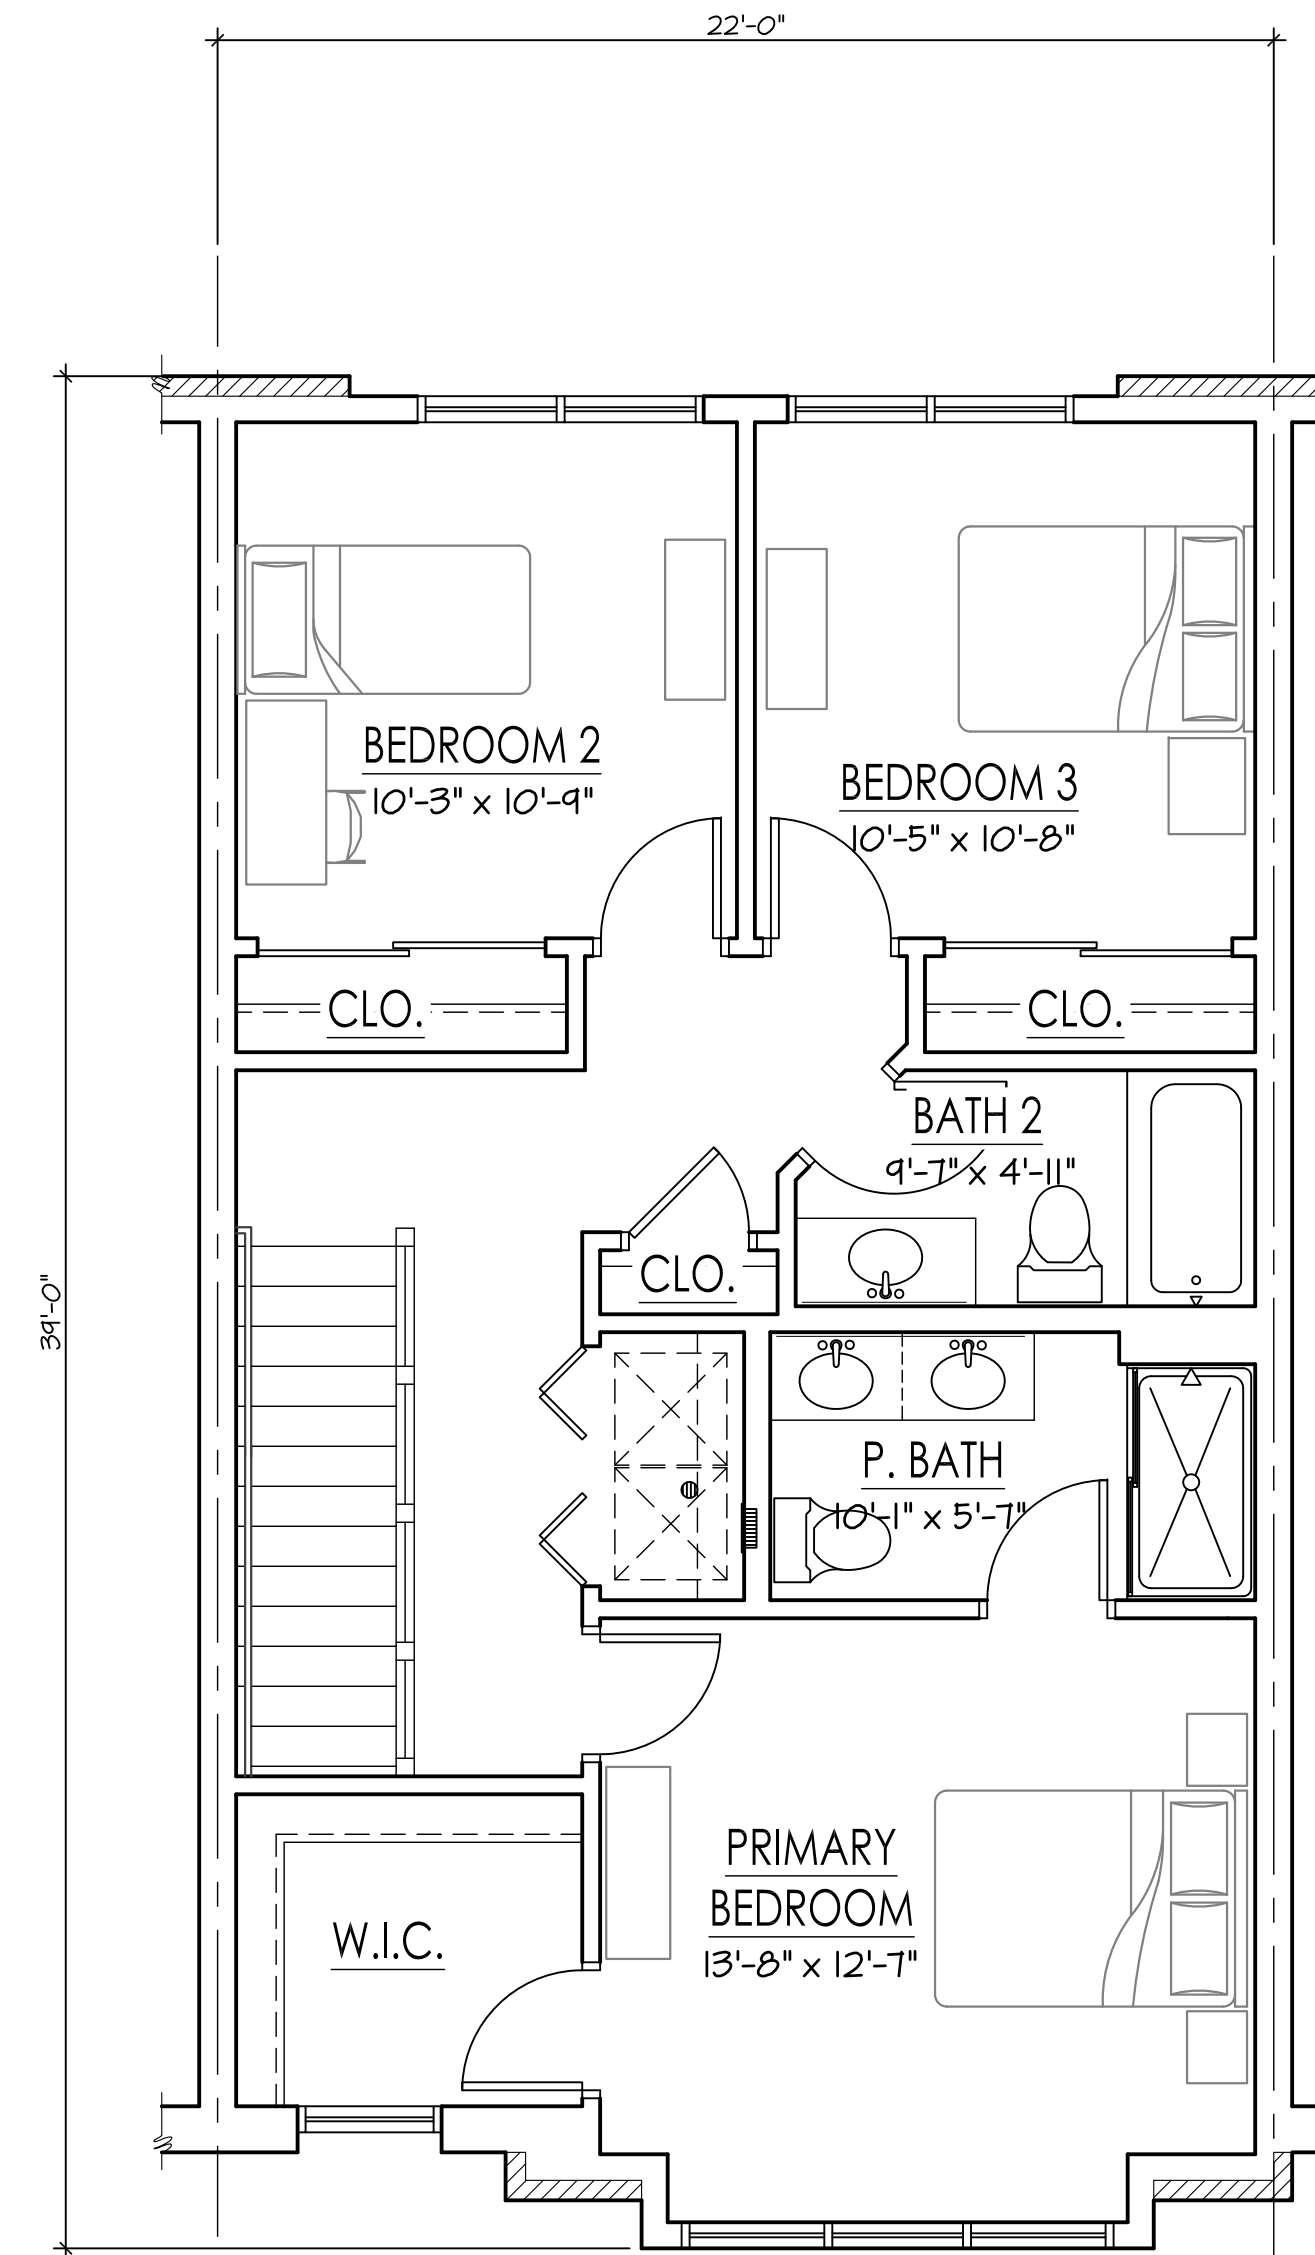 22'-0"
39'-0"
BEDROOM 2
10'-3" x 10'-9"
BEDROOM 3
10'-5" x 10'-8"
CLO.
CLO.
BATH 2
9'-7" x 4'-11"
CLO.
P. BATH
10'-1" x 5'-7"
PRIMARY
BEDROOM
13'-8" x 12'-7"
W.I.C.